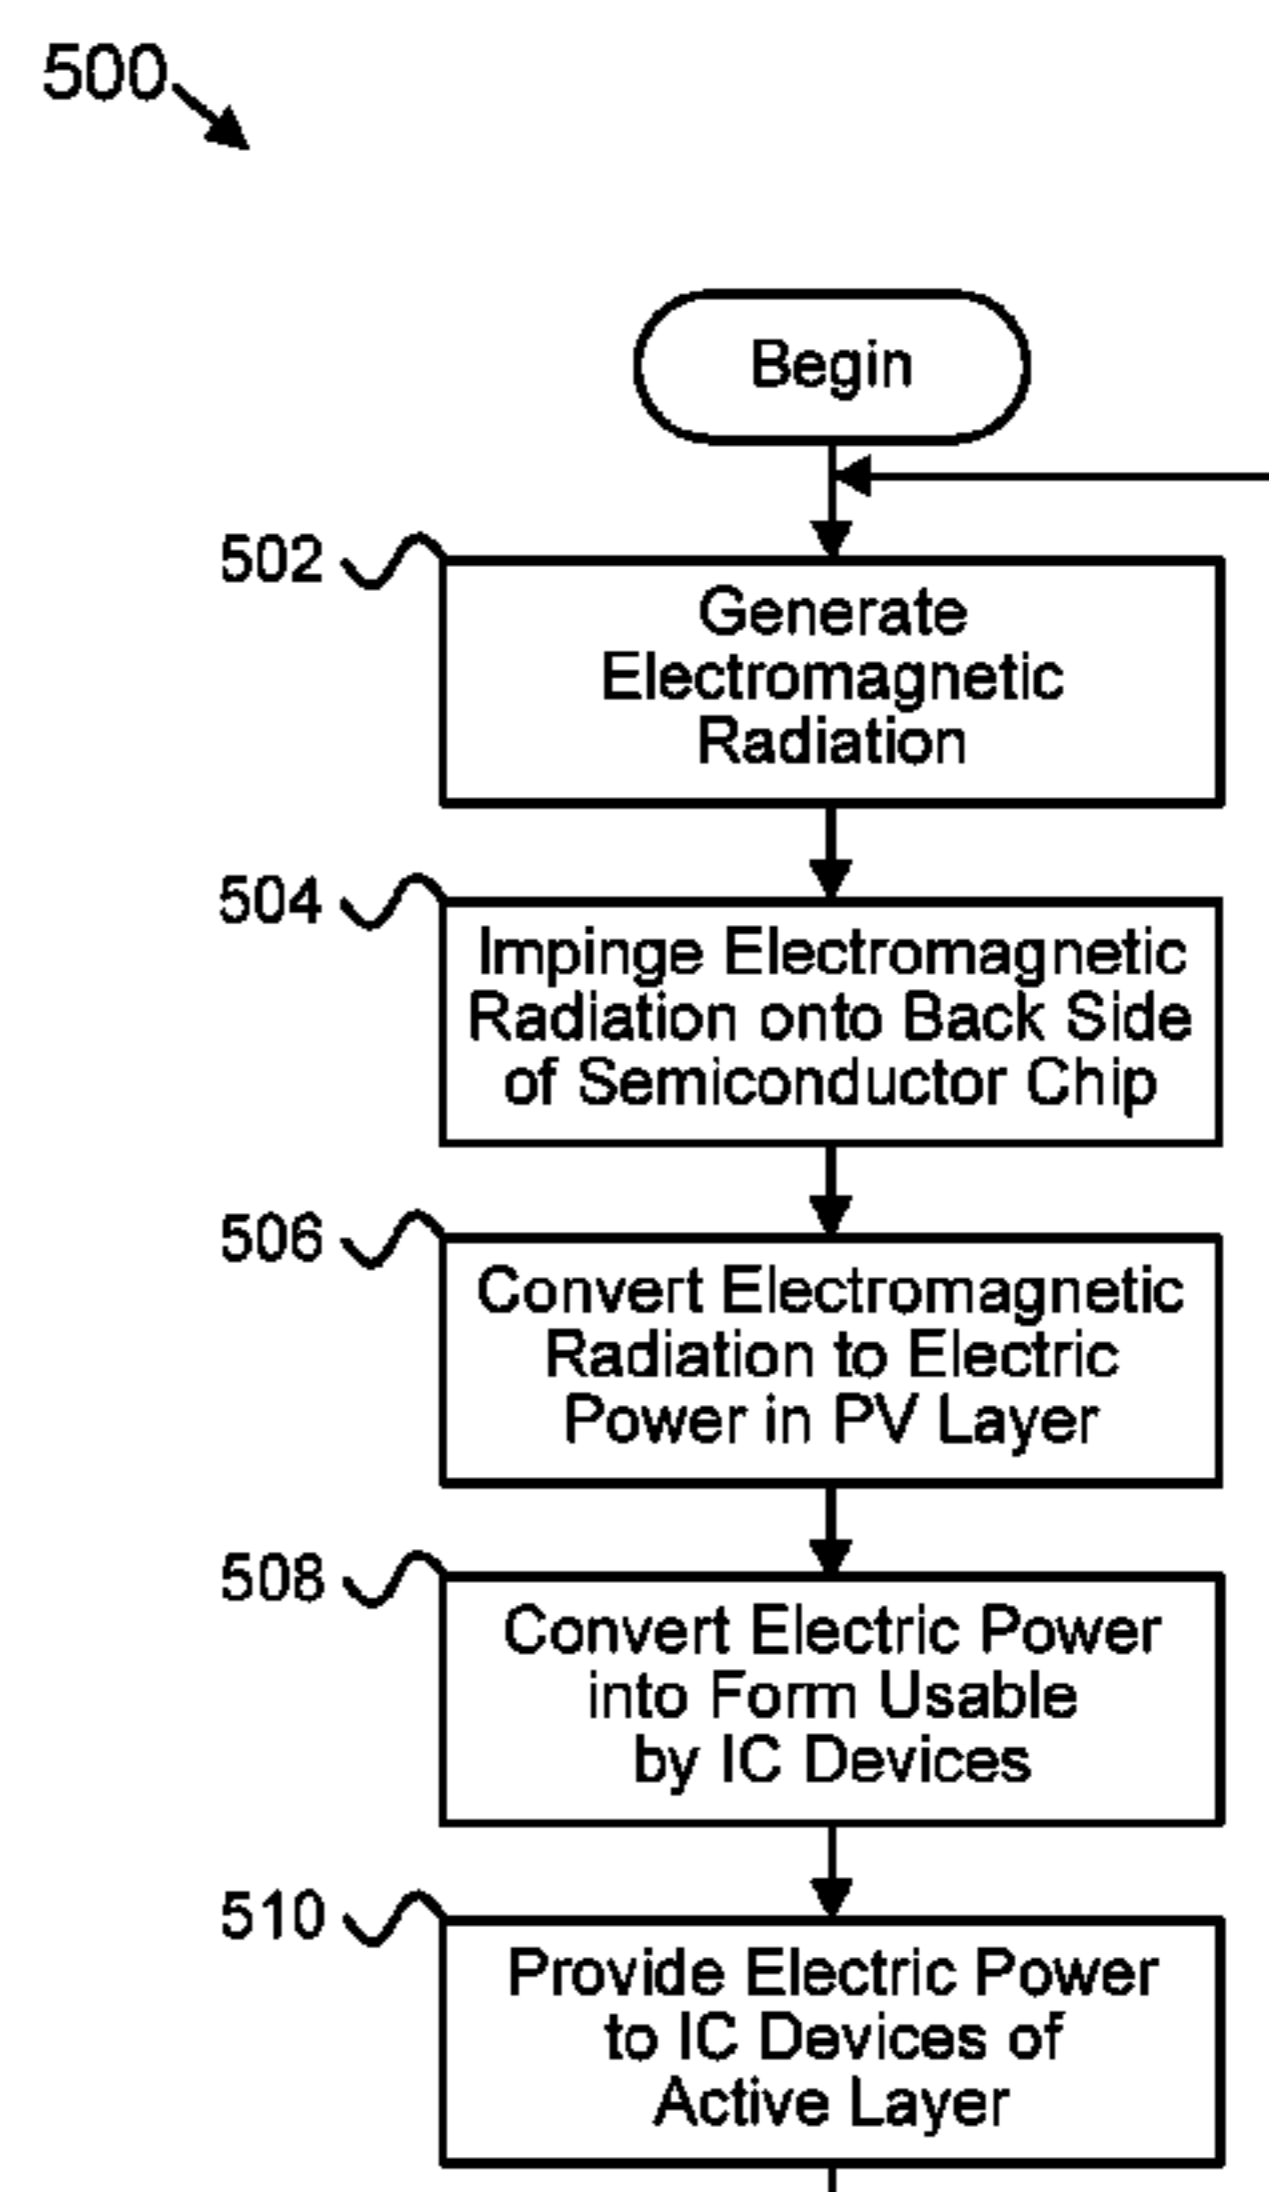 500
Begin
502
Generate
Electromagnetic
Radiation
504
Impinge Electromagnetic
Radiation onto Back Side
of Semiconductor Chip
506
Convert Electromagnetic
Radiation to Electric
Power in PV Layer
508
Convert Electric Power
into Form Usable
by IC Devices
510
Provide Electric Power
to IC Devices of
Active Layer